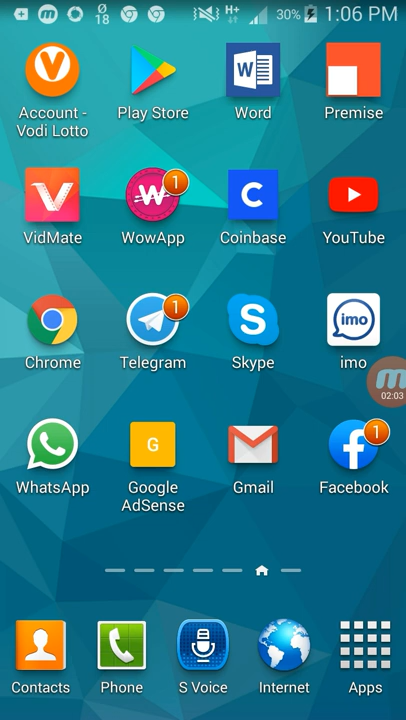 Ø 18 H+ 30% 1:06 PM
Account - Vodi Lotto
Play Store
Word
Premise
W
V
W 1
C
VidMate
WowApp
Coinbase
YouTube
1
S
imo
Chrome
Telegram
Skype
imo
m
02:03
G
M
f 1
WhatsApp
Google AdSense
Gmail
Facebook
Contacts
Phone
S Voice
Internet
Apps